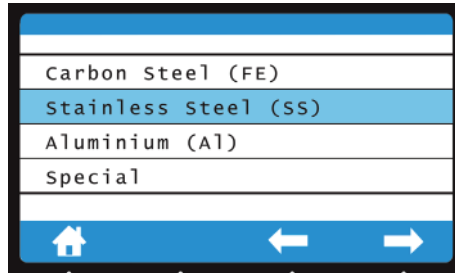 Carbon Steel (FE)
Stainless Steel (SS)
Aluminium (Al)
Special